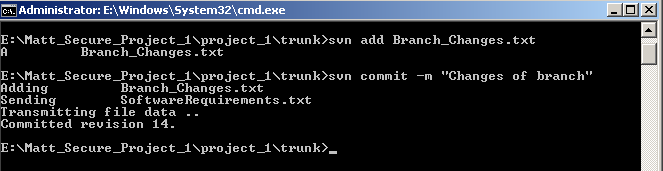 Administrator: E:\Windows\System32\cmd.exe
E:\Matt_Secure_Project_1\project_1\trunk>svn add Branch_Changes.txt
A         Branch_Changes.txt
E:\Matt_Secure_Project_1\project_1\trunk>svn commit -m "Changes of branch"
Adding         Branch_Changes.txt
Sending        SoftwareRequirements.txt
Transmitting file data ..
Committed revision 14.
E:\Matt_Secure_Project_1\project_1\trunk>_